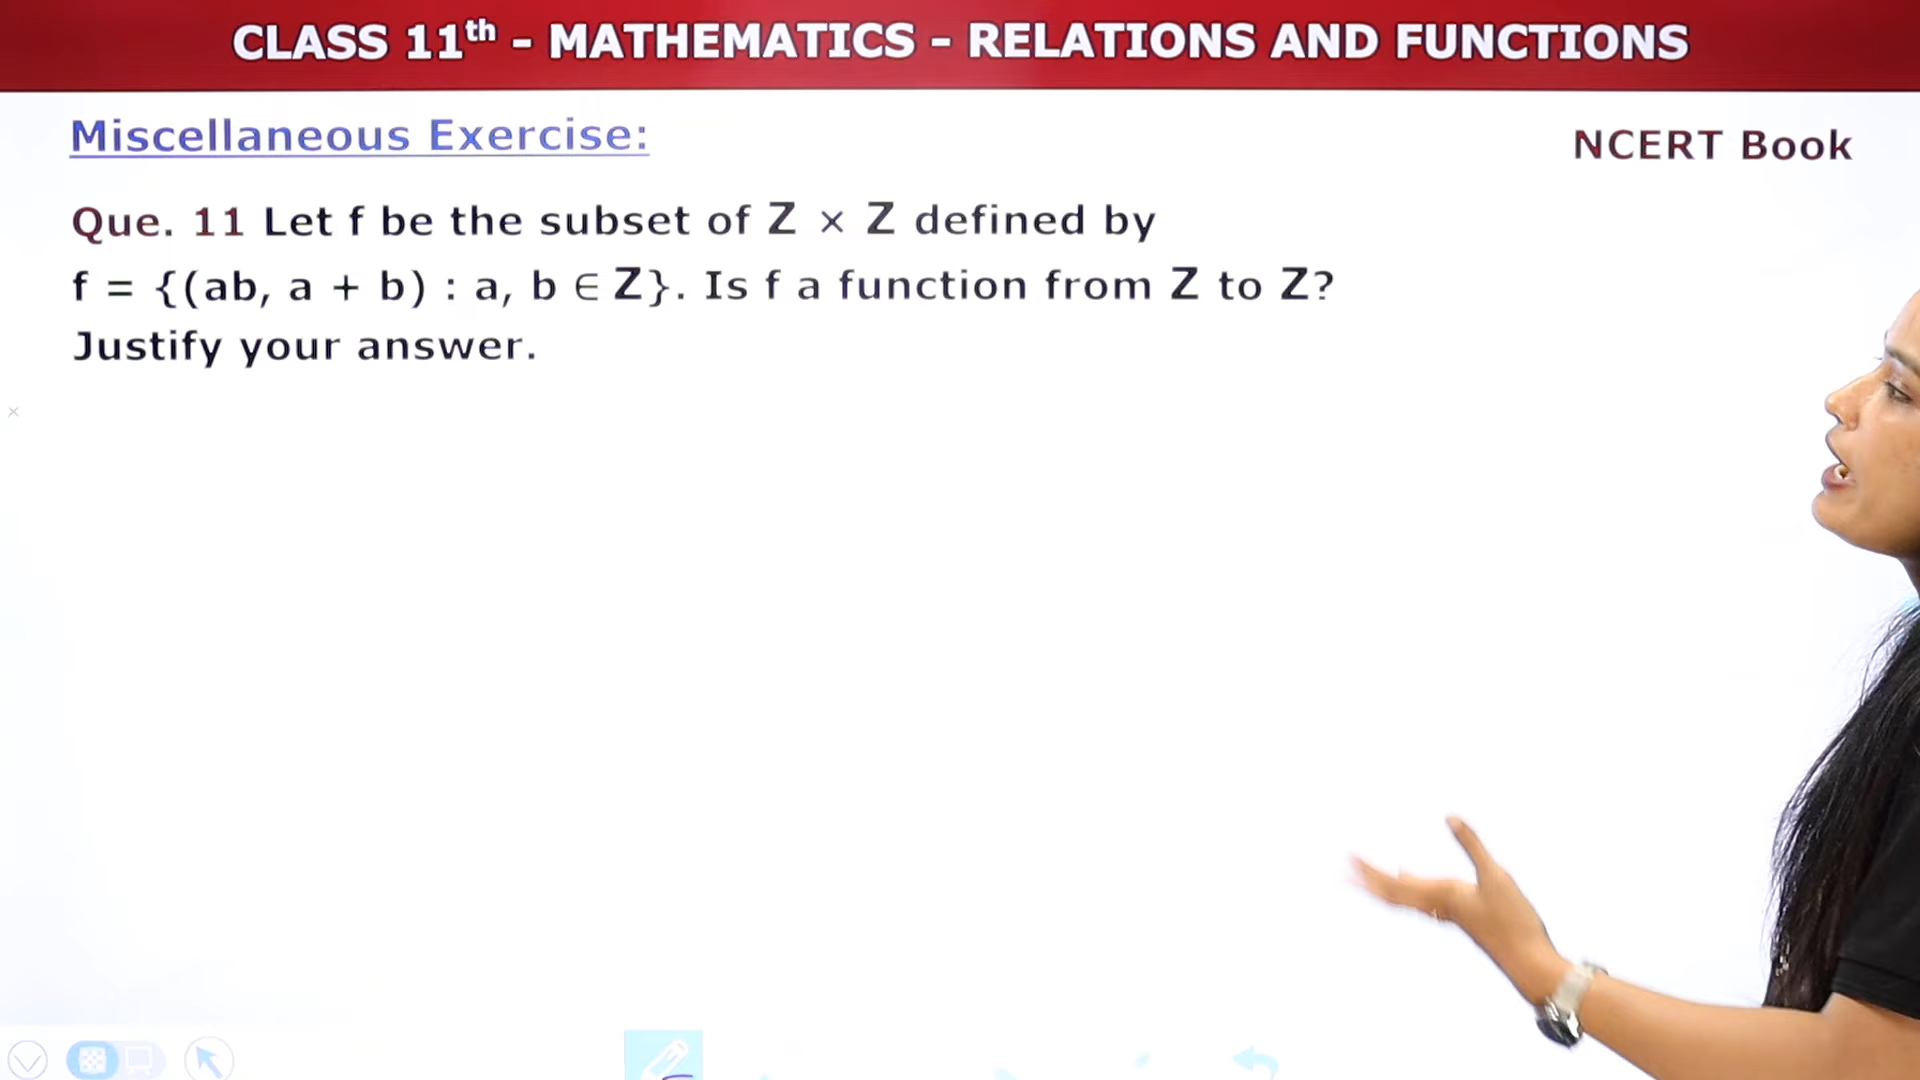 CLASS 11th - MATHEMATICS - RELATIONS AND FUNCTIONS
Miscellaneous Exercise:
NCERT Book
Que. 11 Let f be the subset of Z × Z defined by
f = {(ab, a + b) : a, b ∈ Z}. Is f a function from Z to Z?
Justify your answer.